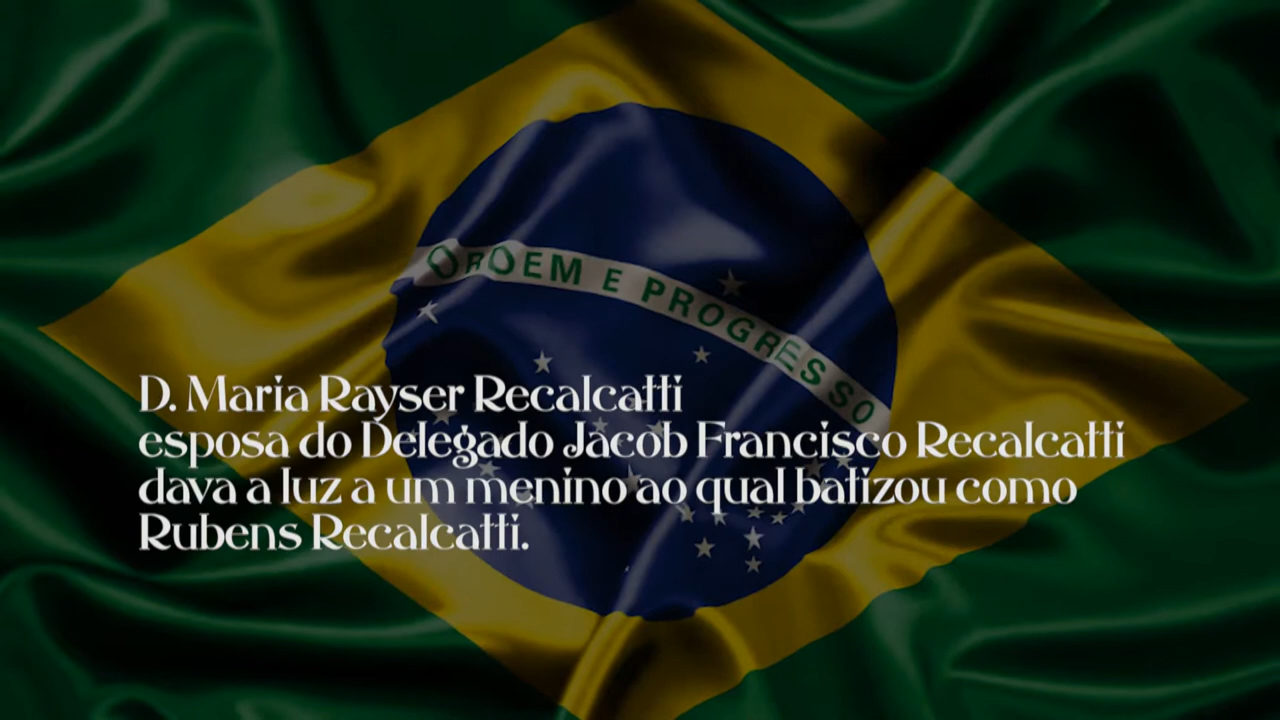 ORDEM E PROGRESSO
D. Maria Rayser Recalcatti
esposa do Delegado Jacob Francisco Recalcatti
dava a luz a um menino ao qual batizou como
Rubens Recalcatti.